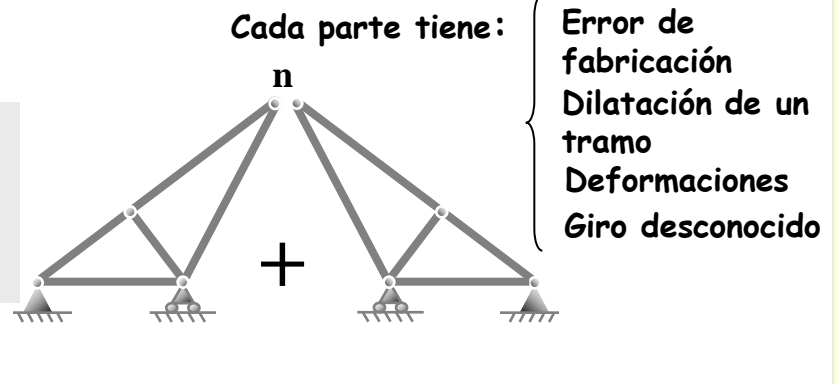 Cada parte tiene:
Error de
fabricación
Dilatación de un
tramo
Deformaciones
Giro desconocido
n
+